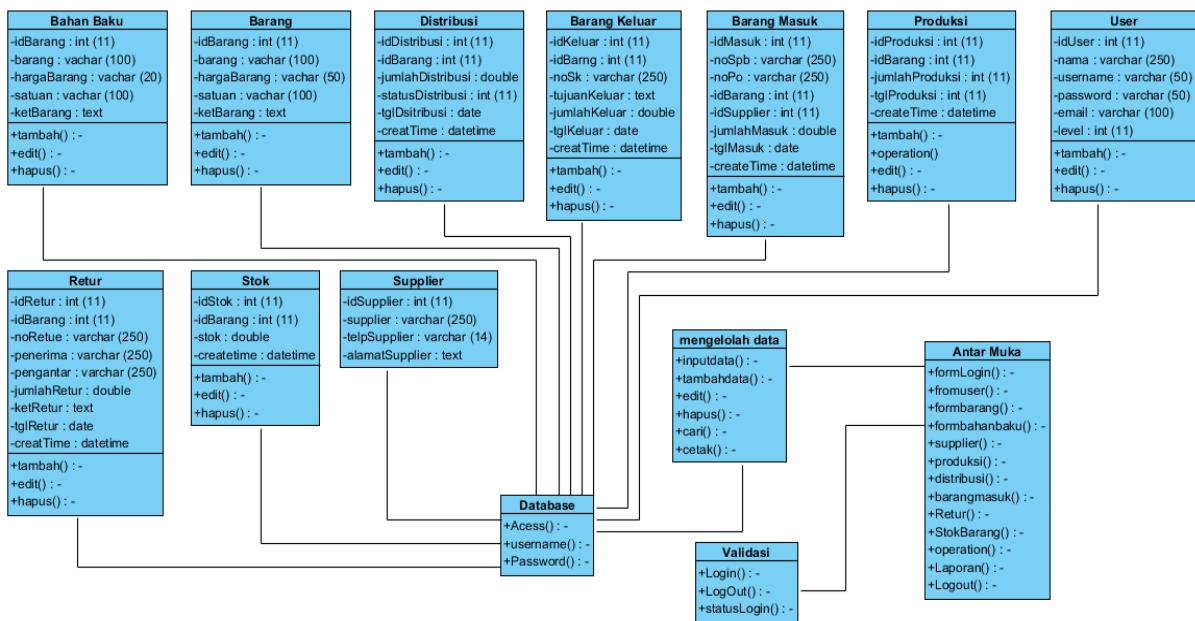 Bahan Baku
-idBarang : int (11)
-barang : vachar (100)
-hargaBarang : vachar (20)
-satuan : vachar (100)
-ketBarang : text
+tambah() : -
+edit() : -
+hapus() : -
Barang
-idBarang : int (11)
-barang : vachar (100)
-hargaBarang : vachar (50)
-satuan : vachar (100)
-ketBarang : text
+tambah() : -
+edit() : -
+hapus() : -
Distribusi
-idDistribusi : int (11)
-idBarang : int (11)
-jumlahDistribusi : double
-statusDistribusi : int (11)
-tglDsitribusi : date
-creatTime : datetime
+tambah() : -
+edit() : -
+hapus() : -
Barang Keluar
-idKeluar : int (11)
-idBarng : int (11)
-noSk : varchar (250)
-tujuanKeluar : text
-jumlahKeluar : double
-tglKeluar : date
-creatTime : datetime
+tambah() : -
+edit() : -
+hapus() : -
Barang Masuk
-idMasuk : int (11)
-noSpb : varchar (250)
-noPo : varchar (250)
-idBarang : int (11)
-idSupplier : int (11)
-jumlahMasuk : double
-tglMasuk : date
-createTime : datetime
+tambah() : -
+edit() : -
+hapus() : -
Produksi
-idProduksi : int (11)
-idBarang : int (11)
-jumlahProduksi : int (11)
-tglProduksi : int (11)
-createTime : datetime
+tambah() : -
+operation()
+edit() : -
+hapus() : -
User
-idUser : int (11)
-nama : varchar (250)
-username : varchar (50)
-password : varchar (50)
-email : varchar (100)
-level : int (11)
+tambah() : -
+edit() : -
+hapus() : -
Retur
-idRetur : int (11)
-idBarang : int (11)
-noRetue : varchar (250)
-penerima : varchar (250)
-pengantar : varchar (250)
-jumlahRetur : double
-ketRetur : text
-tglRetur : date
-creatTime : datetime
+tambah() : -
+edit() : -
+hapus() : -
Stok
-idStok : int (11)
-idBarang : int (11)
-stok : double
-createtime : datetime
+tambah() : -
+edit() : -
+hapus() : -
Supplier
-idSupplier : int (11)
-supplier : varchar (250)
-telpSupplier : varchar (14)
-alamatSupplier : text
mengelolah data
+inputdata() : -
+tambahdata() : -
+edit() : -
+hapus() : -
+cari() : -
+cetak() : -
Antar Muka
+formLogin() : -
+fromuser() : -
+formbarang() : -
+formbahanbaku() : -
+supplier() : -
+produksi() : -
+distribusi() : -
+barangmasuk() : -
+Retur() : -
+StokBarang() : -
+operation() : -
+Laporan() : -
+Logout() : -
Database
+Acess() : -
+username() : -
+Password() : -
Validasi
+Login() : -
+LogOut() : -
+statusLogin() : -